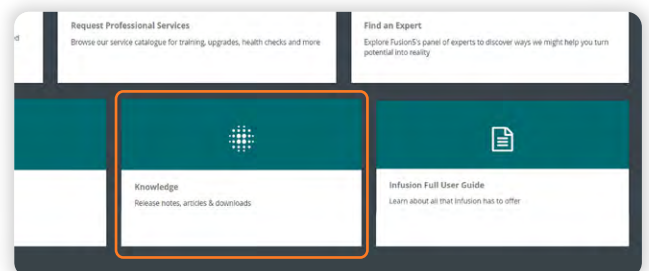 ed
Request Professional Services
Browse our service catalogue for training, upgrades, health checks and more
Find an Expert
Explore Fusion5's panel of experts to discover ways we might help you turn
potential into reality
Knowledge
Release notes, articles & downloads
Infusion Full User Guide
Learn about all that Infusion has to offer